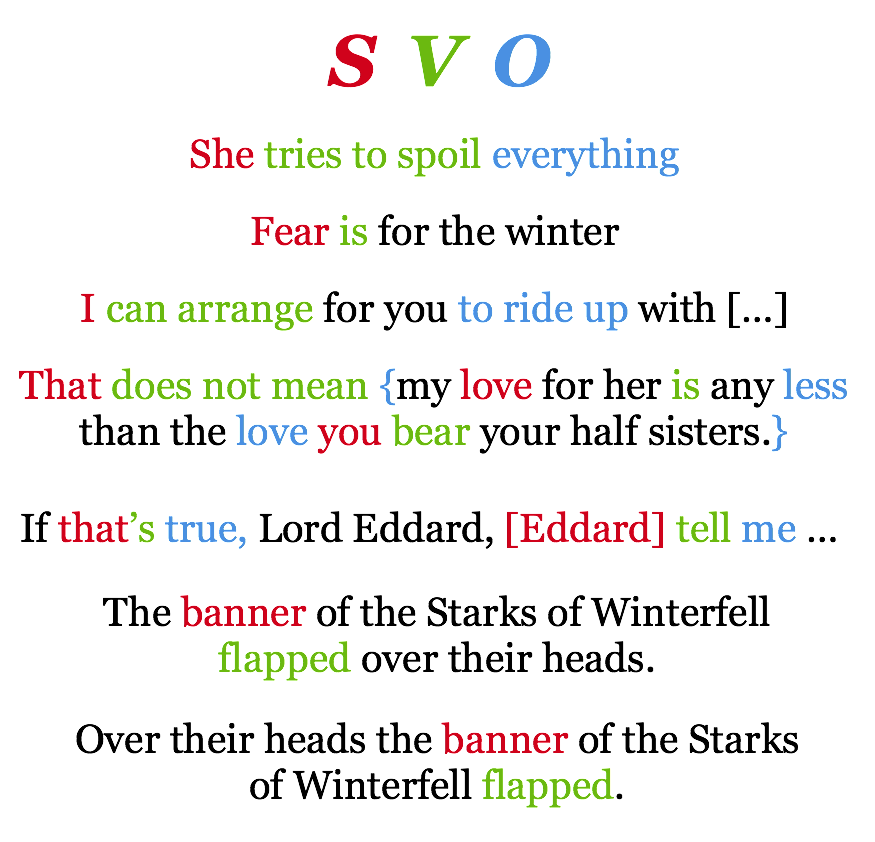 S V O
She tries to spoil everything
Fear is for the winter
I can arrange for you to ride up with [...]
That does not mean {my love for her is any less
than the love you bear your half sisters.}
If that’s true, Lord Eddard, [Eddard] tell me ...
The banner of the Starks of Winterfell
flapped over their heads.
Over their heads the banner of the Starks
of Winterfell flapped.